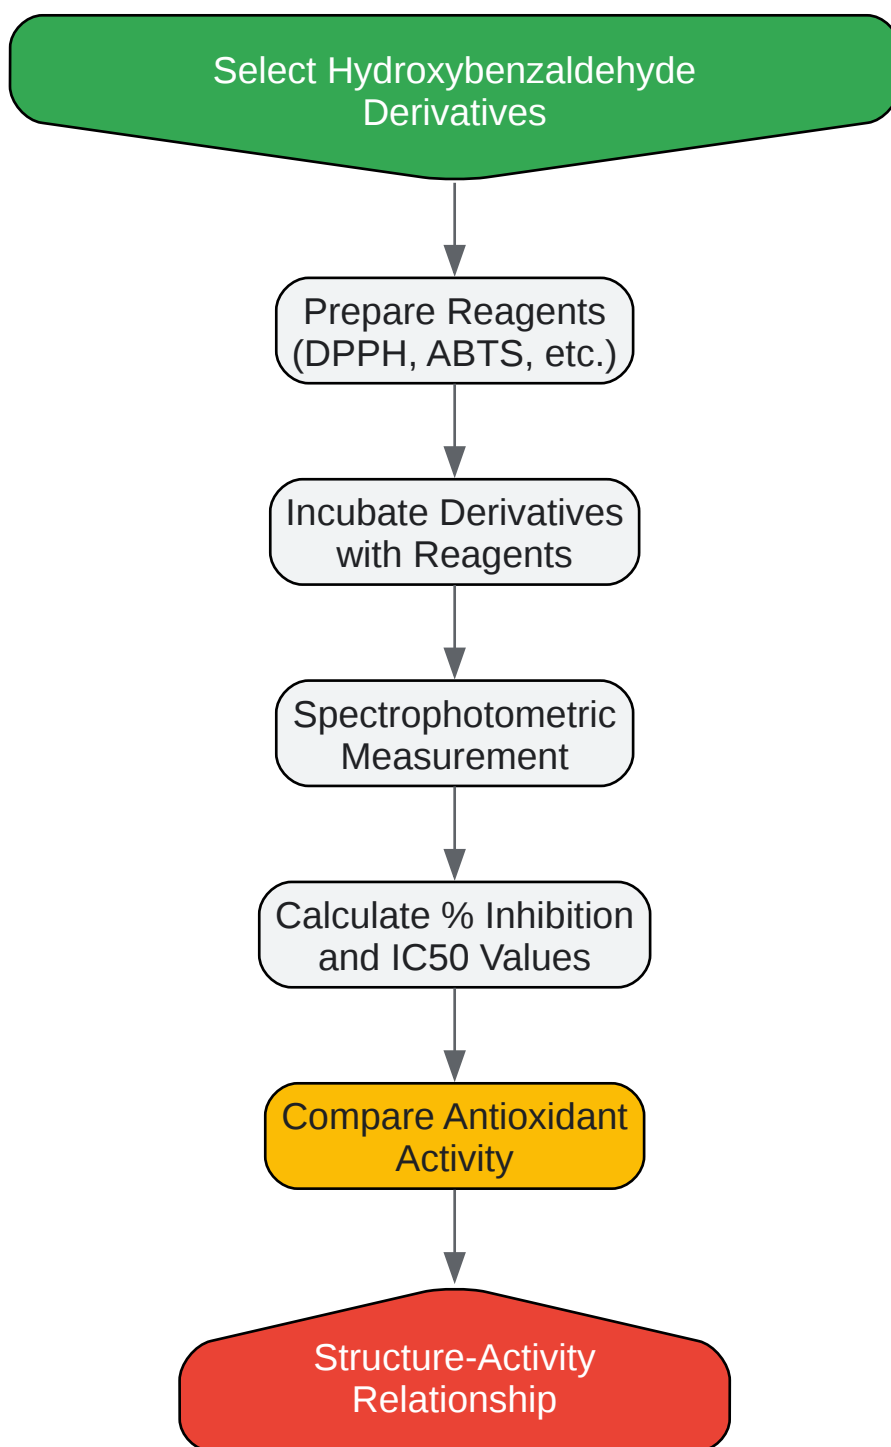 Select Hydroxybenzaldehyde
Derivatives
Prepare Reagents
(DPPH, ABTS, etc.)
Incubate Derivatives
with Reagents
Spectrophotometric
Measurement
Calculate % Inhibition
and IC50 Values
Compare Antioxidant
Activity
Structure-Activity
Relationship